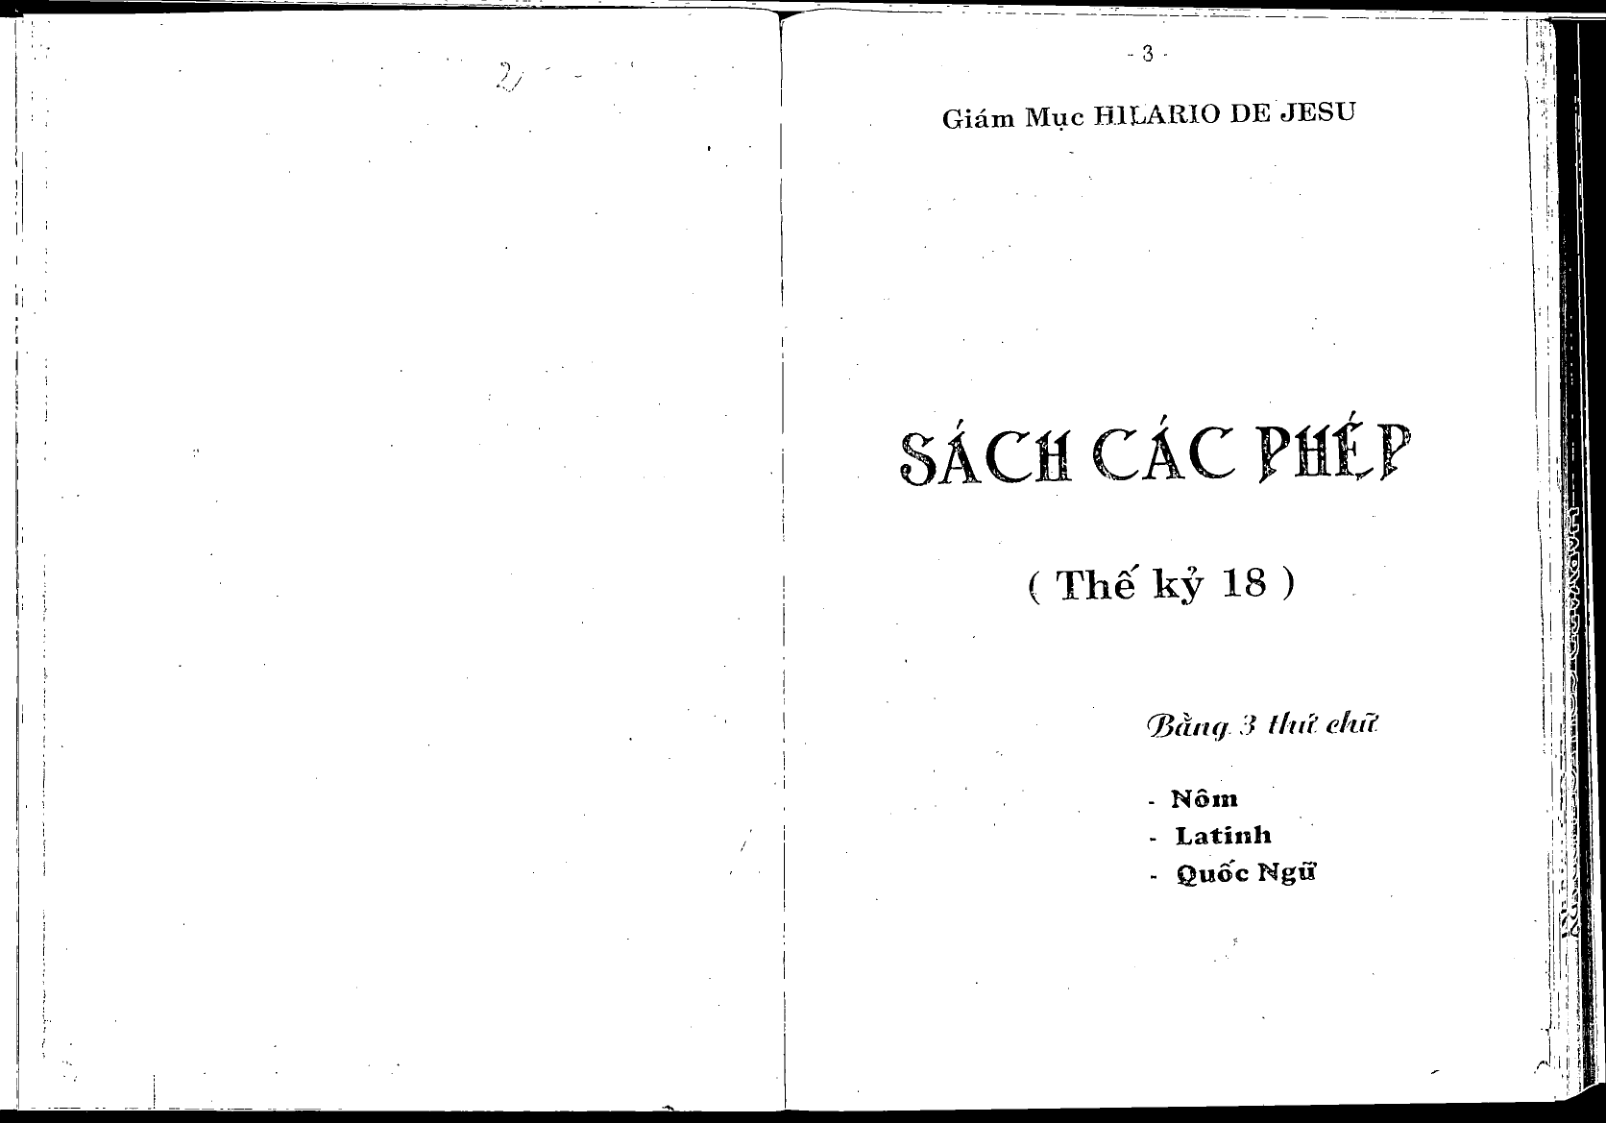 2
- 3 -
Giám Mục HILARIO DE JESU
SÁCH CÁC PHÉP
( Thế kỷ 18 )
Bằng 3 thứ chữ
- Nôm
- Latinh
- Quốc Ngữ